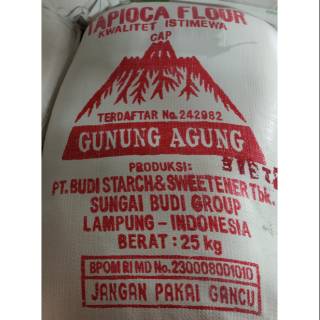 TAPIOCA FLOUR
KWALITET ISTIMEWA
CAP
TERDAFTAR No. 242982
GUNUNG AGUNG
PRODUKSI:
PT. BUDI STARCH & SWEETENER Tbk.
SUNGAI BUDI GROUP
LAMPUNG - INDONESIA
BERAT : 25 kg
BPOM RI MD No. 230008001010
JANGAN PAKAI GANCU